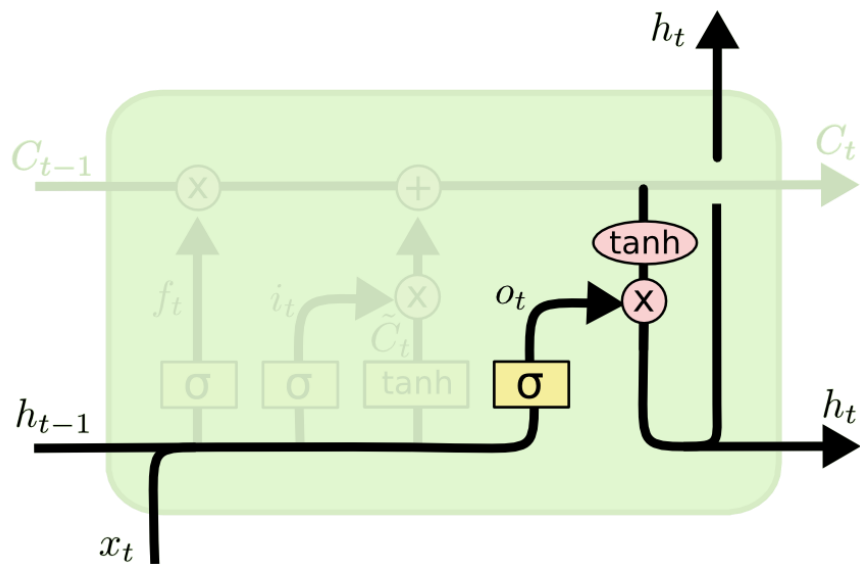 h_t
C_{t-1} C_t
x +
tanh
f_t i_t x o_t x
C̃_t
σ σ tanh σ
h_{t-1} h_t
x_t